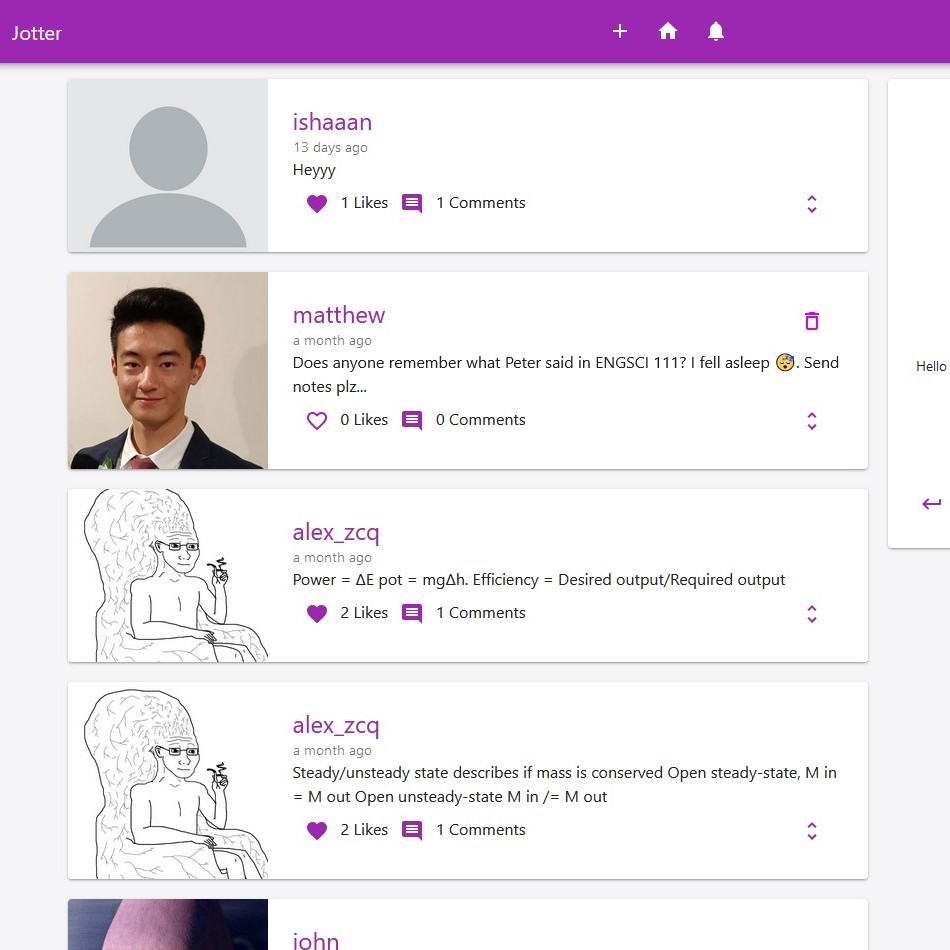 Jotter
ishaaan
13 days ago
Heyyy
1 Likes 1 Comments
matthew
a month ago
Does anyone remember what Peter said in ENGSCI 111? I fell asleep 😴. Send
notes plz...
0 Likes 0 Comments
Hello
alex_zcq
a month ago
Power = ΔE pot = mgΔh. Efficiency = Desired output/Required output
2 Likes 1 Comments
alex_zcq
a month ago
Steady/unsteady state describes if mass is conserved Open steady-state, M in
= M out Open unsteady-state M in /= M out
2 Likes 1 Comments
john